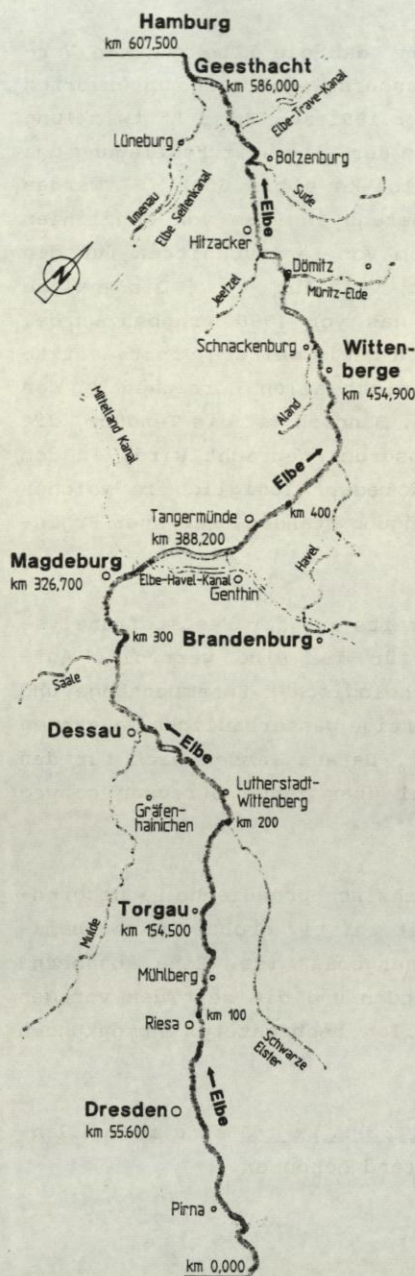 Hamburg
km 607,500
Geesthacht
km 586,000
Elbe-Trave-Kanal
Lüneburg
Bolzenburg
Ilmenau
Elbe Seitenkanal
Elbe
Sude
Hitzacker
Dömitz
Jeetzel
Müritz-Elde
Schnackenburg
Witten-
berge
km 454,900
Aland
Mittelland Kanal
Elbe
km 400
Tangermünde
km 388,200
Havel
Magdeburg
km 326,700
Elbe-Havel-Kanal
Genthin
km 300
Brandenburg
Saale
Dessau
Elbe
Lutherstadt-
Wittenberg
Gräfen-
hainichen
km 200
Torgau
km 154,500
Mulde
Mühlberg
km 100
Riesa
Schwarze
Elster
Elbe
Dresden
km 55.600
Pirna
km 0,000